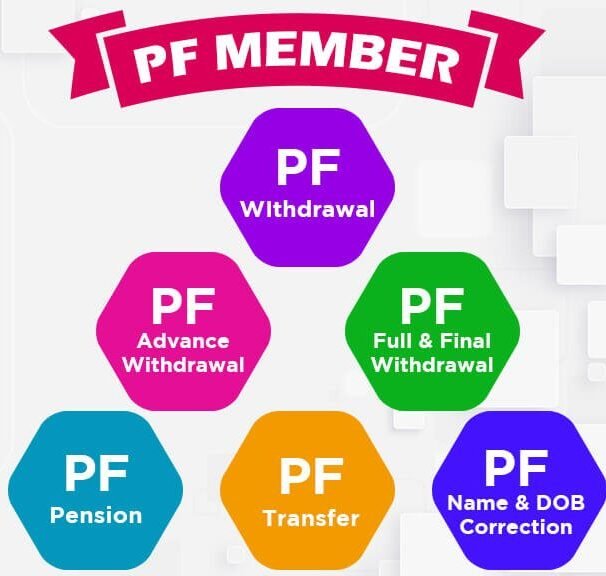 PF MEMBER
PF
WIthdrawal
PF
Advance
Withdrawal
PF
Full & Final
Withdrawal
PF
Pension
PF
Transfer
PF
Name & DOB
Correction